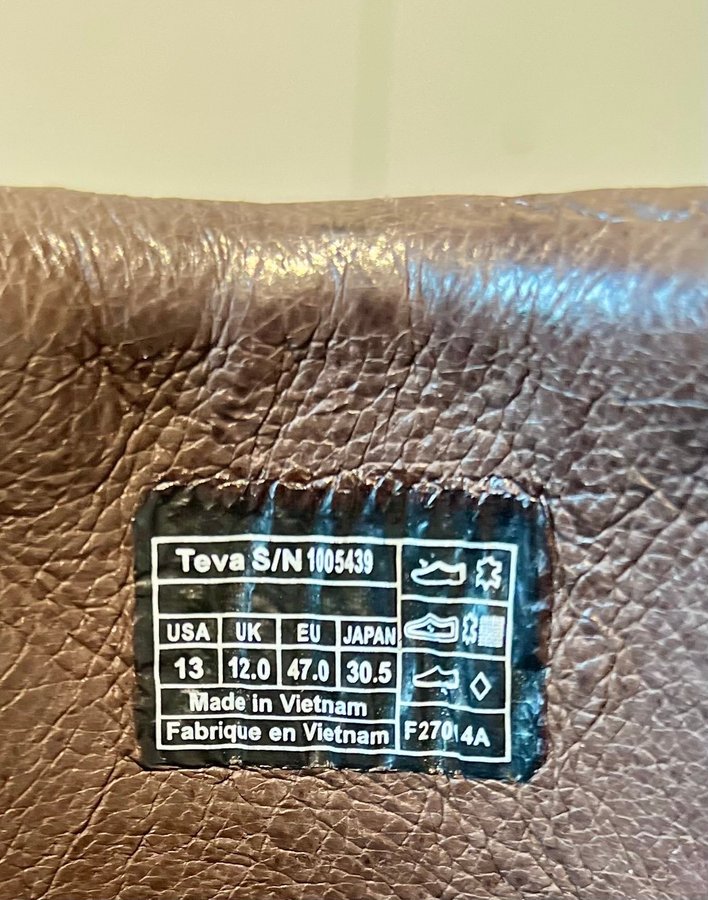 Teva S/N 1005439
USA UK EU JAPAN
13 12.0 47.0 30.5
Made in Vietnam
Fabrique en Vietnam
F27014A